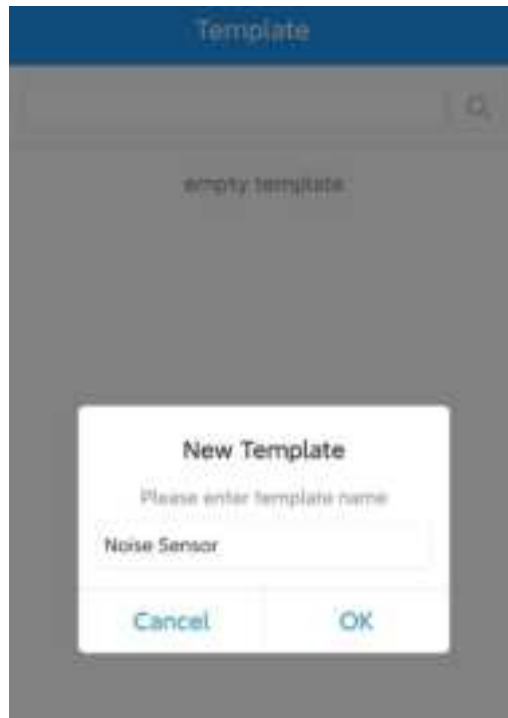 Template
empty template
New Template
Please enter template name
Noise Sensor
Cancel
OK